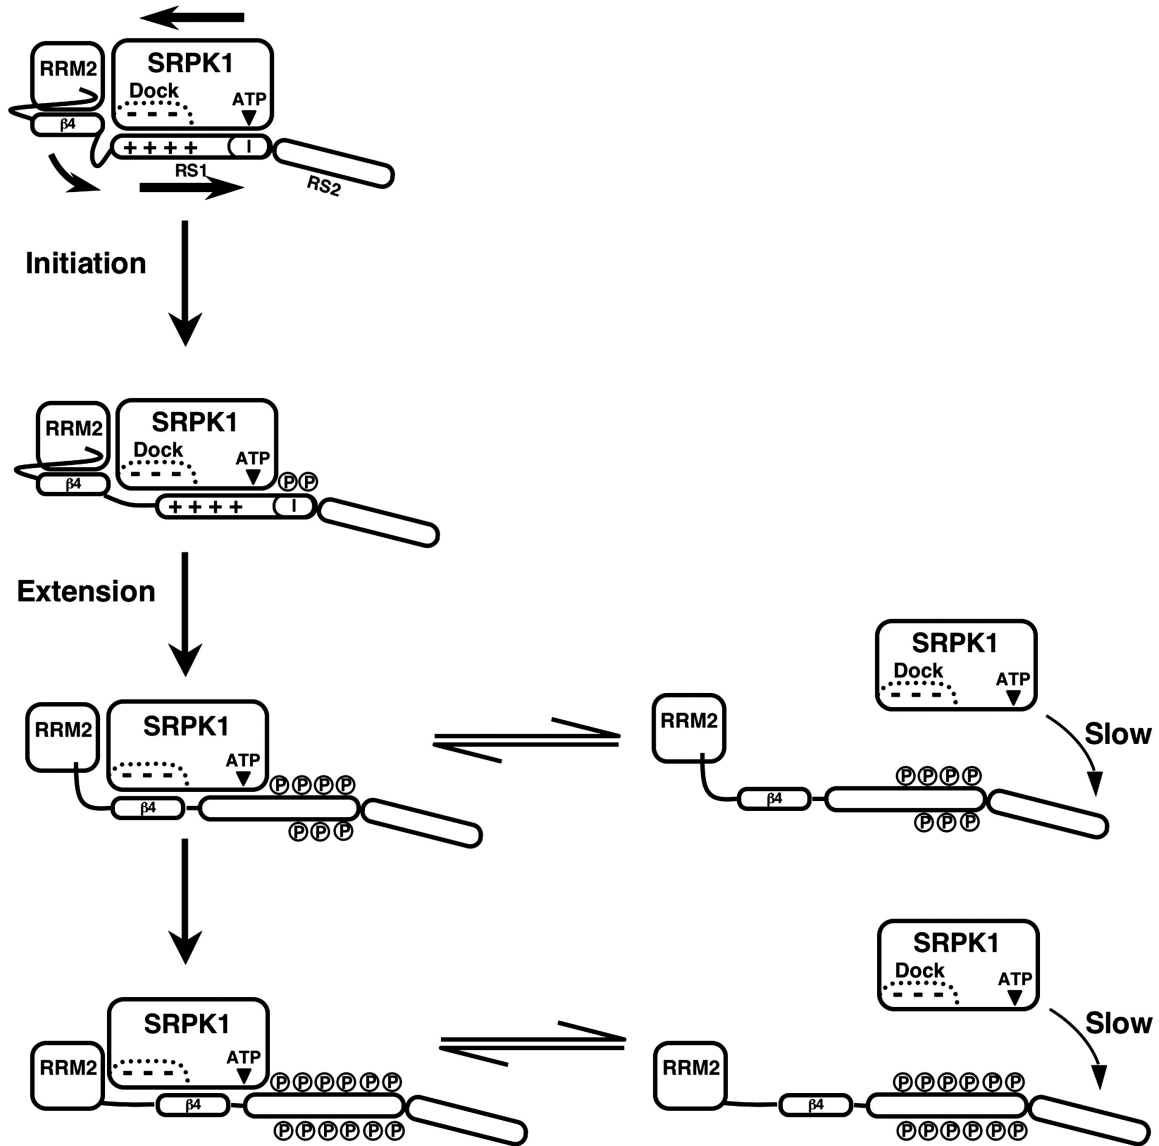 SRPK1
RRM2
Dock
ATP
- - -
β4
+ + + +
I
RS1
RS2
Initiation
SRPK1
RRM2
Dock
ATP
- - -
P P
β4
+ + + +
I
Extension
SRPK1
Dock
ATP
- - -
Slow
RRM2
SRPK1
ATP
- - -
P P P P
β4
P P P
RRM2
P P P P
β4
P P P
SRPK1
Dock
ATP
- - -
Slow
SRPK1
RRM2
ATP
- - -
P P P P P P
β4
P P P P P P
RRM2
P P P P P P
β4
P P P P P P